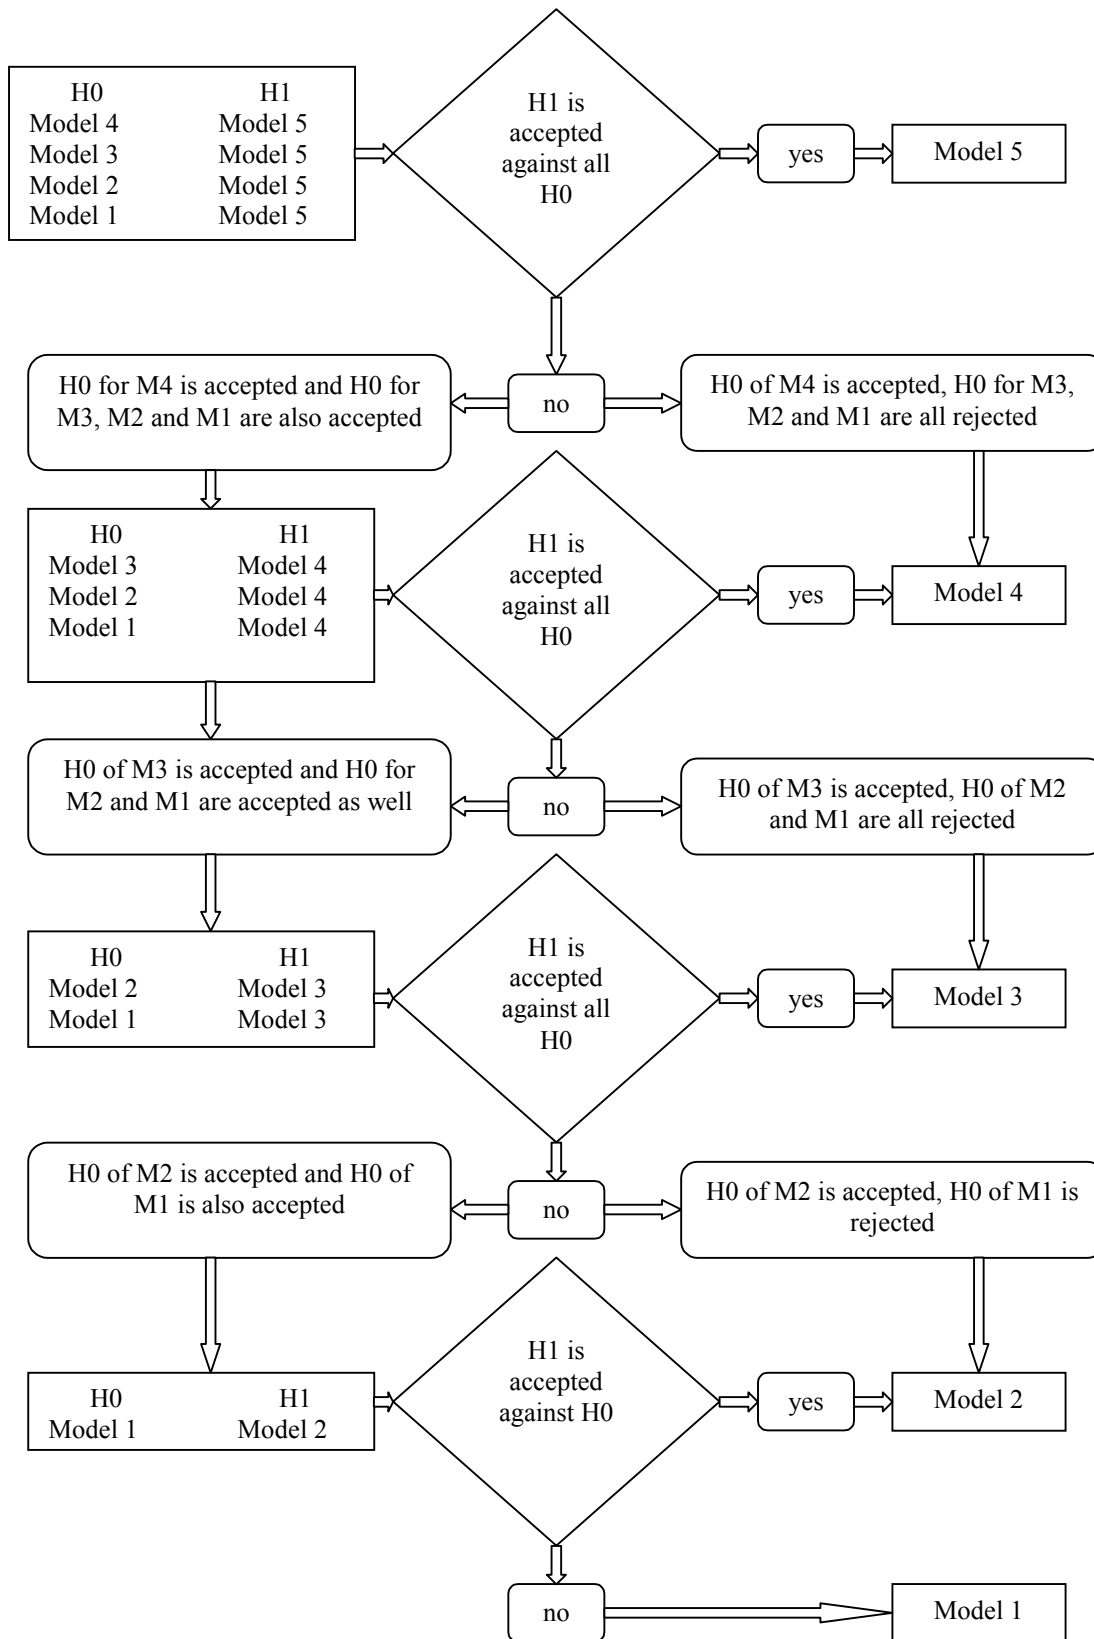 H0 H1
Model 4 Model 5
Model 3 Model 5
Model 2 Model 5
Model 1 Model 5
H1 is
accepted
against all
H0
yes
Model 5
H0 for M4 is accepted and H0 for
M3, M2 and M1 are also accepted
no
H0 of M4 is accepted, H0 for M3,
M2 and M1 are all rejected
H0 H1
Model 3 Model 4
Model 2 Model 4
Model 1 Model 4
H1 is
accepted
against all
H0
yes
Model 4
H0 of M3 is accepted and H0 for
M2 and M1 are accepted as well
no
H0 of M3 is accepted, H0 of M2
and M1 are all rejected
H0 H1
Model 2 Model 3
Model 1 Model 3
H1 is
accepted
against all
H0
yes
Model 3
H0 of M2 is accepted and H0 of
M1 is also accepted
no
H0 of M2 is accepted, H0 of M1 is
rejected
H0 H1
Model 1 Model 2
H1 is
accepted
against H0
yes
Model 2
no
Model 1